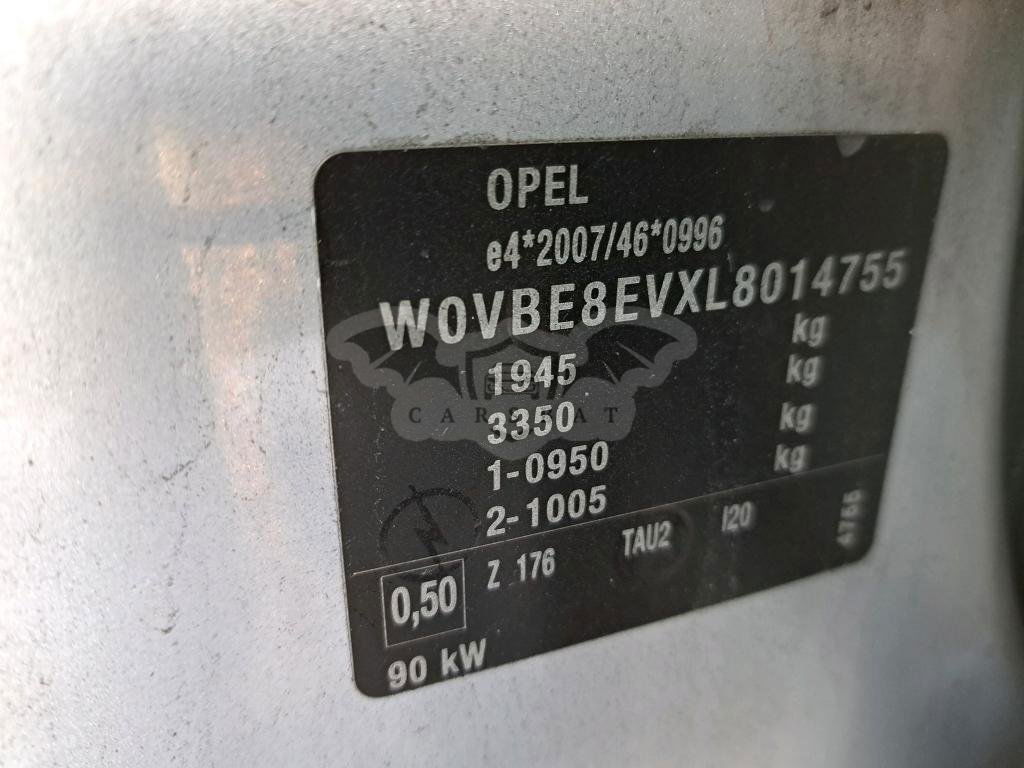 OPEL
e4*2007/46*0996
W0VBE8EVXL8014755
1945 kg
3350 kg
1-0950 kg
2-1005 kg
Z 176 TAU2 I20 4755
0,50
90 kW